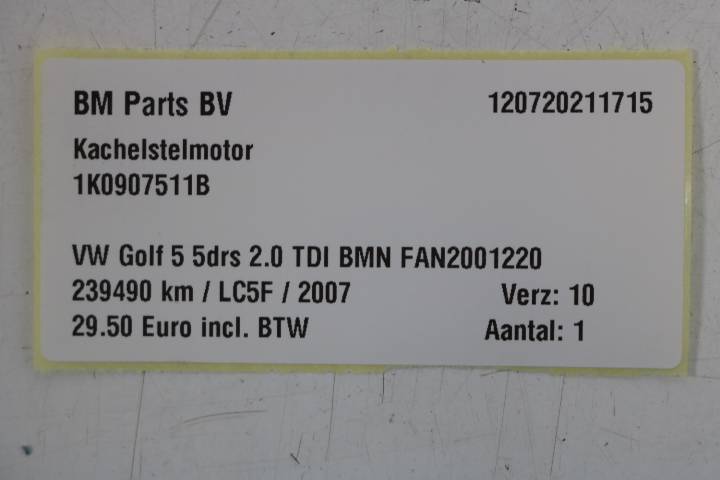 BM Parts BV 120720211715
Kachelstelmotor
1K0907511B
VW Golf 5 5drs 2.0 TDI BMN FAN2001220
239490 km / LC5F / 2007 Verz: 10
29.50 Euro incl. BTW Aantal: 1